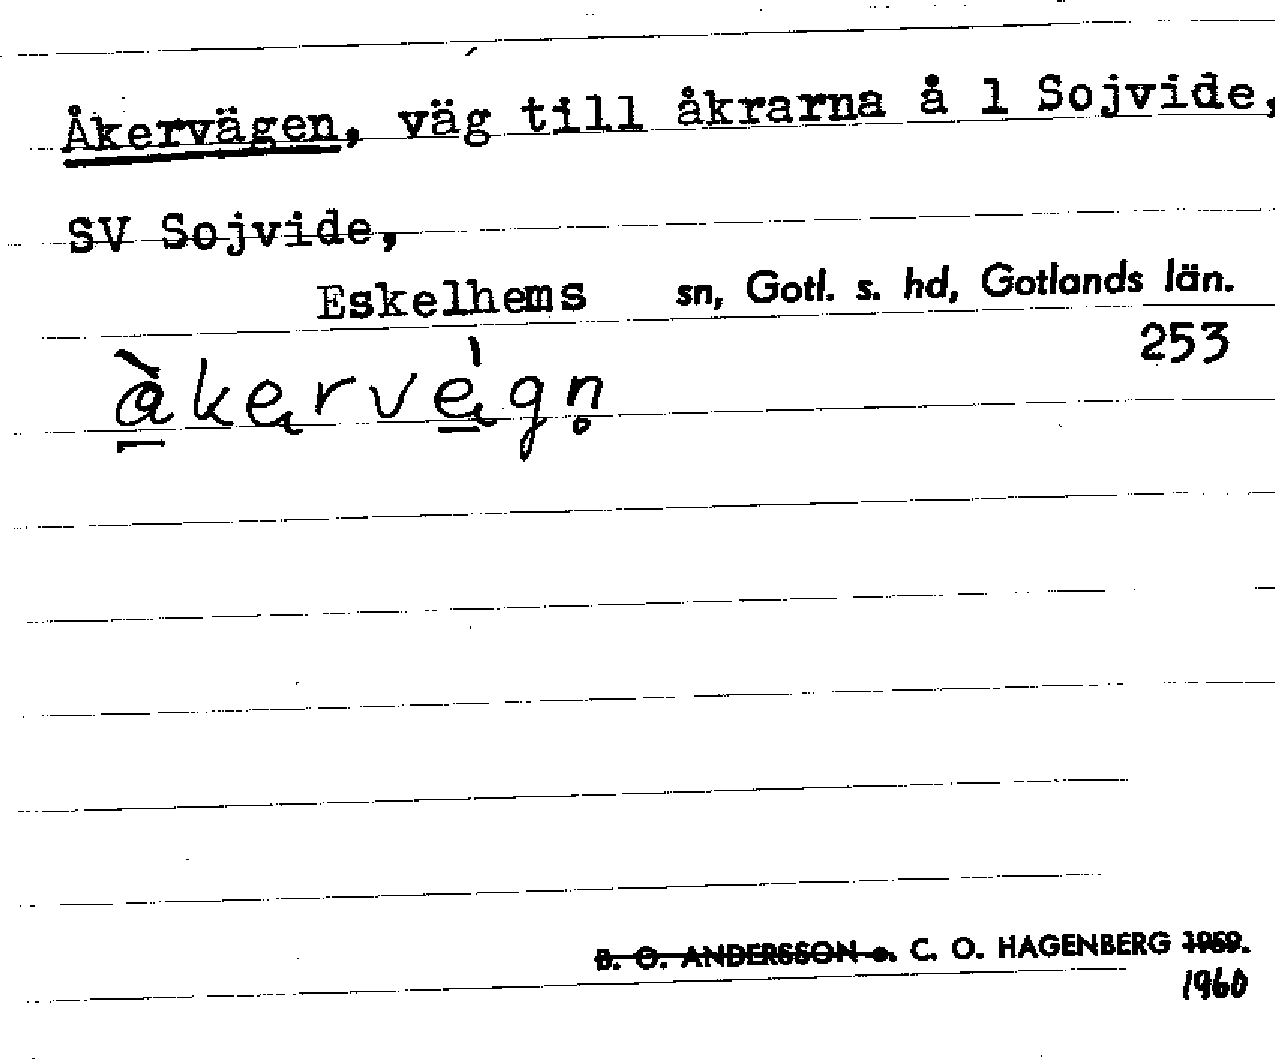 Åkervägen, väg till åkrarna å 1 Sojvide,
SV Sojvide,
Eskelhems sn, Gotl. s. hd, Gotlands län.
253
àkervegn̥
B. O. ANDERSSON o. C. O. HAGENBERG 1959.
1960